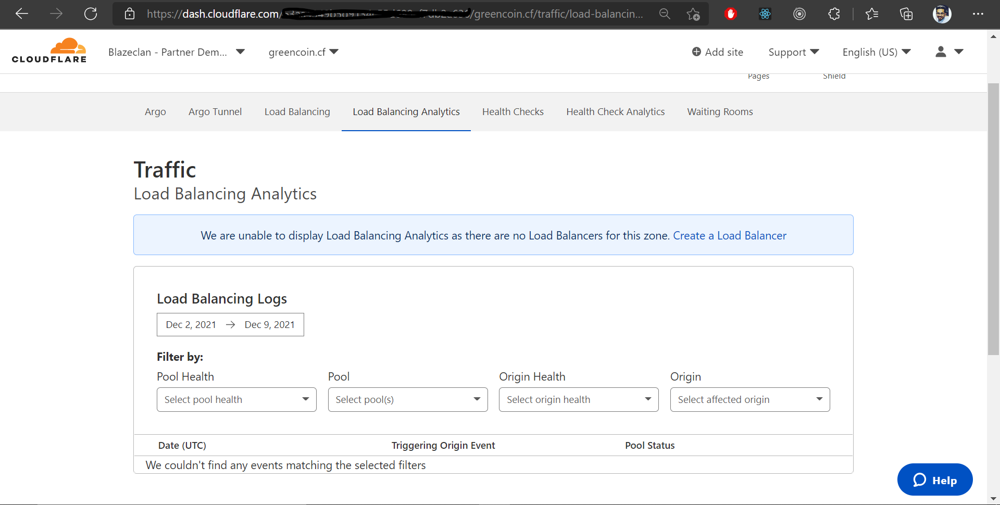 https://dash.cloudflare.com/ /greencoin.cf/traffic/load-balancin...
CLOUDFLARE
Blazeclan - Partner Dem...
greencoin.cf
Add site
Support
English (US)
Pages
Shield
Argo
Argo Tunnel
Load Balancing
Load Balancing Analytics
Health Checks
Health Check Analytics
Waiting Rooms
Traffic
Load Balancing Analytics
We are unable to display Load Balancing Analytics as there are no Load Balancers for this zone. Create a Load Balancer
Load Balancing Logs
Dec 2, 2021 → Dec 9, 2021
Filter by:
Pool Health
Pool
Origin Health
Origin
Select pool health
Select pool(s)
Select origin health
Select affected origin
Date (UTC)
Triggering Origin Event
Pool Status
We couldn't find any events matching the selected filters
Help